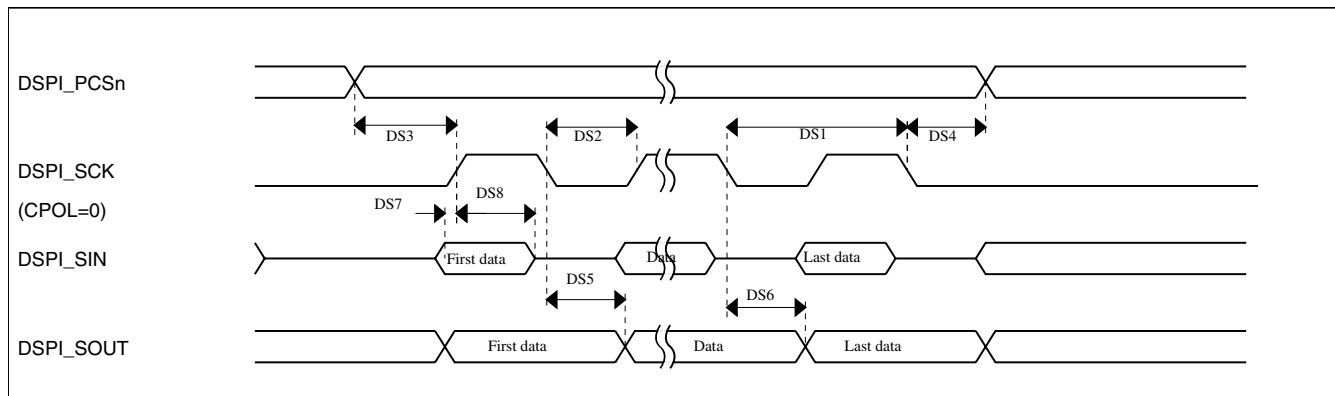 DSPI_PCSn
DS3
DS2
DS1
DS4
DSPI_SCK
(CPOL=0)
DS7
DS8
DSPI_SIN
First data
Data
Last data
DS5
DS6
DSPI_SOUT
First data
Data
Last data